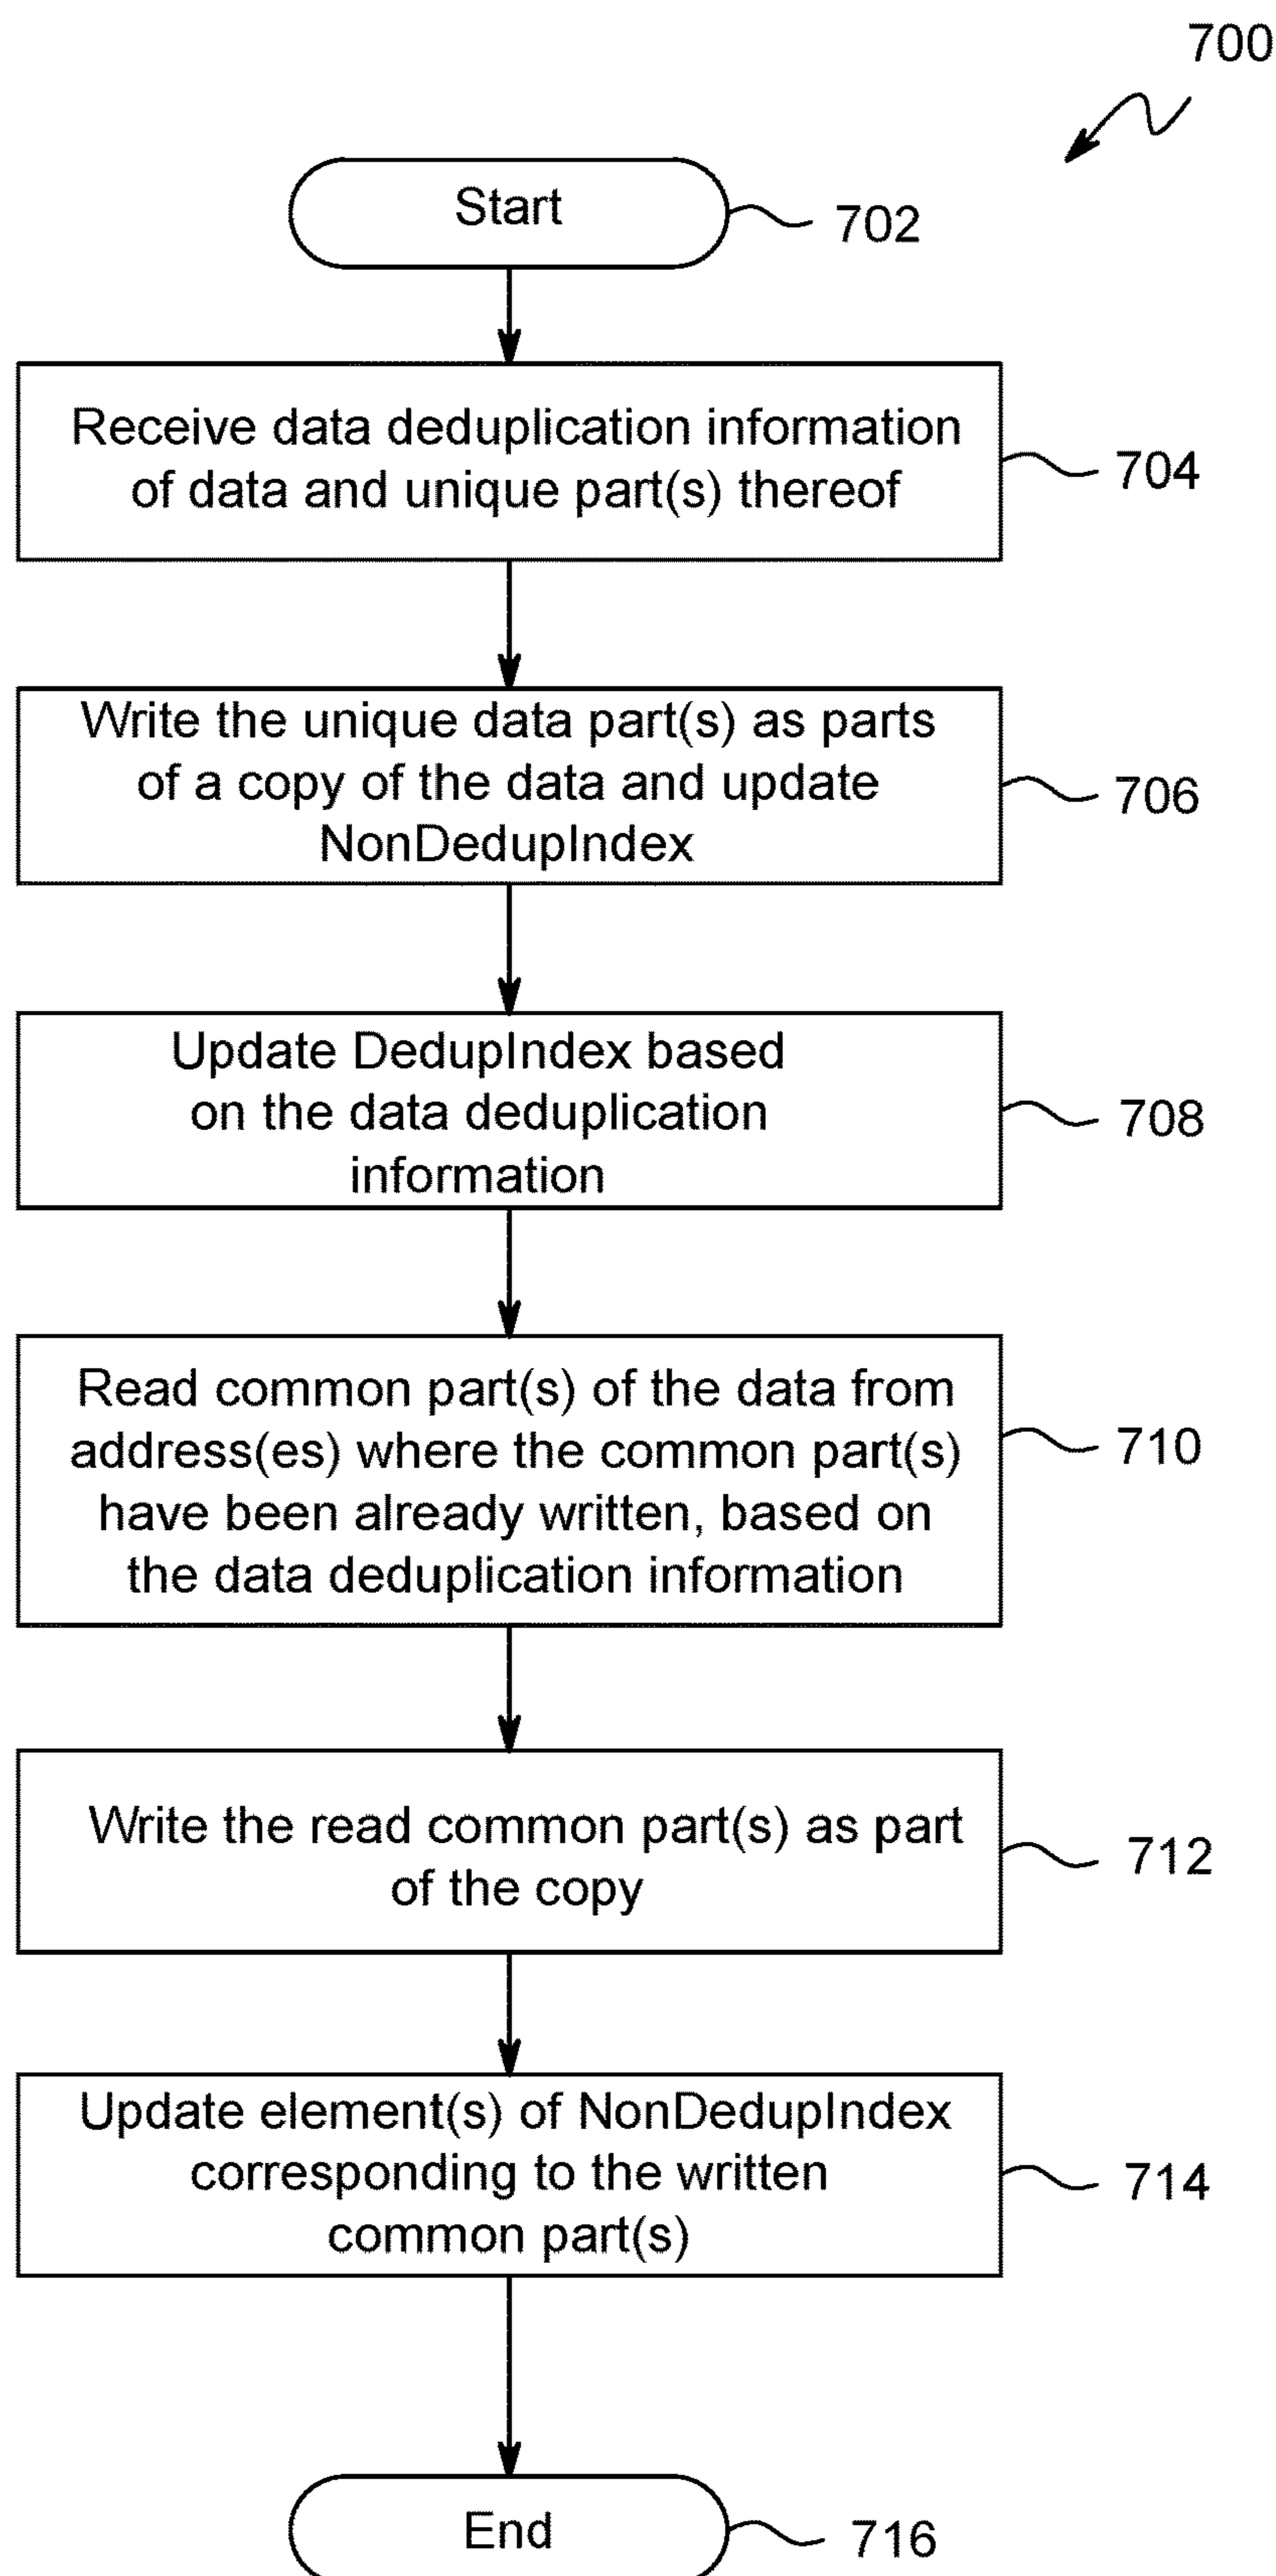 700
Start
702
Receive data deduplication information
of data and unique part(s) thereof
704
Write the unique data part(s) as parts
of a copy of the data and update
NonDedupIndex
706
Update DedupIndex based
on the data deduplication
information
708
Read common part(s) of the data from
address(es) where the common part(s)
have been already written, based on
the data deduplication information
710
Write the read common part(s) as part
of the copy
712
Update element(s) of NonDedupIndex
corresponding to the written
common part(s)
714
End
716